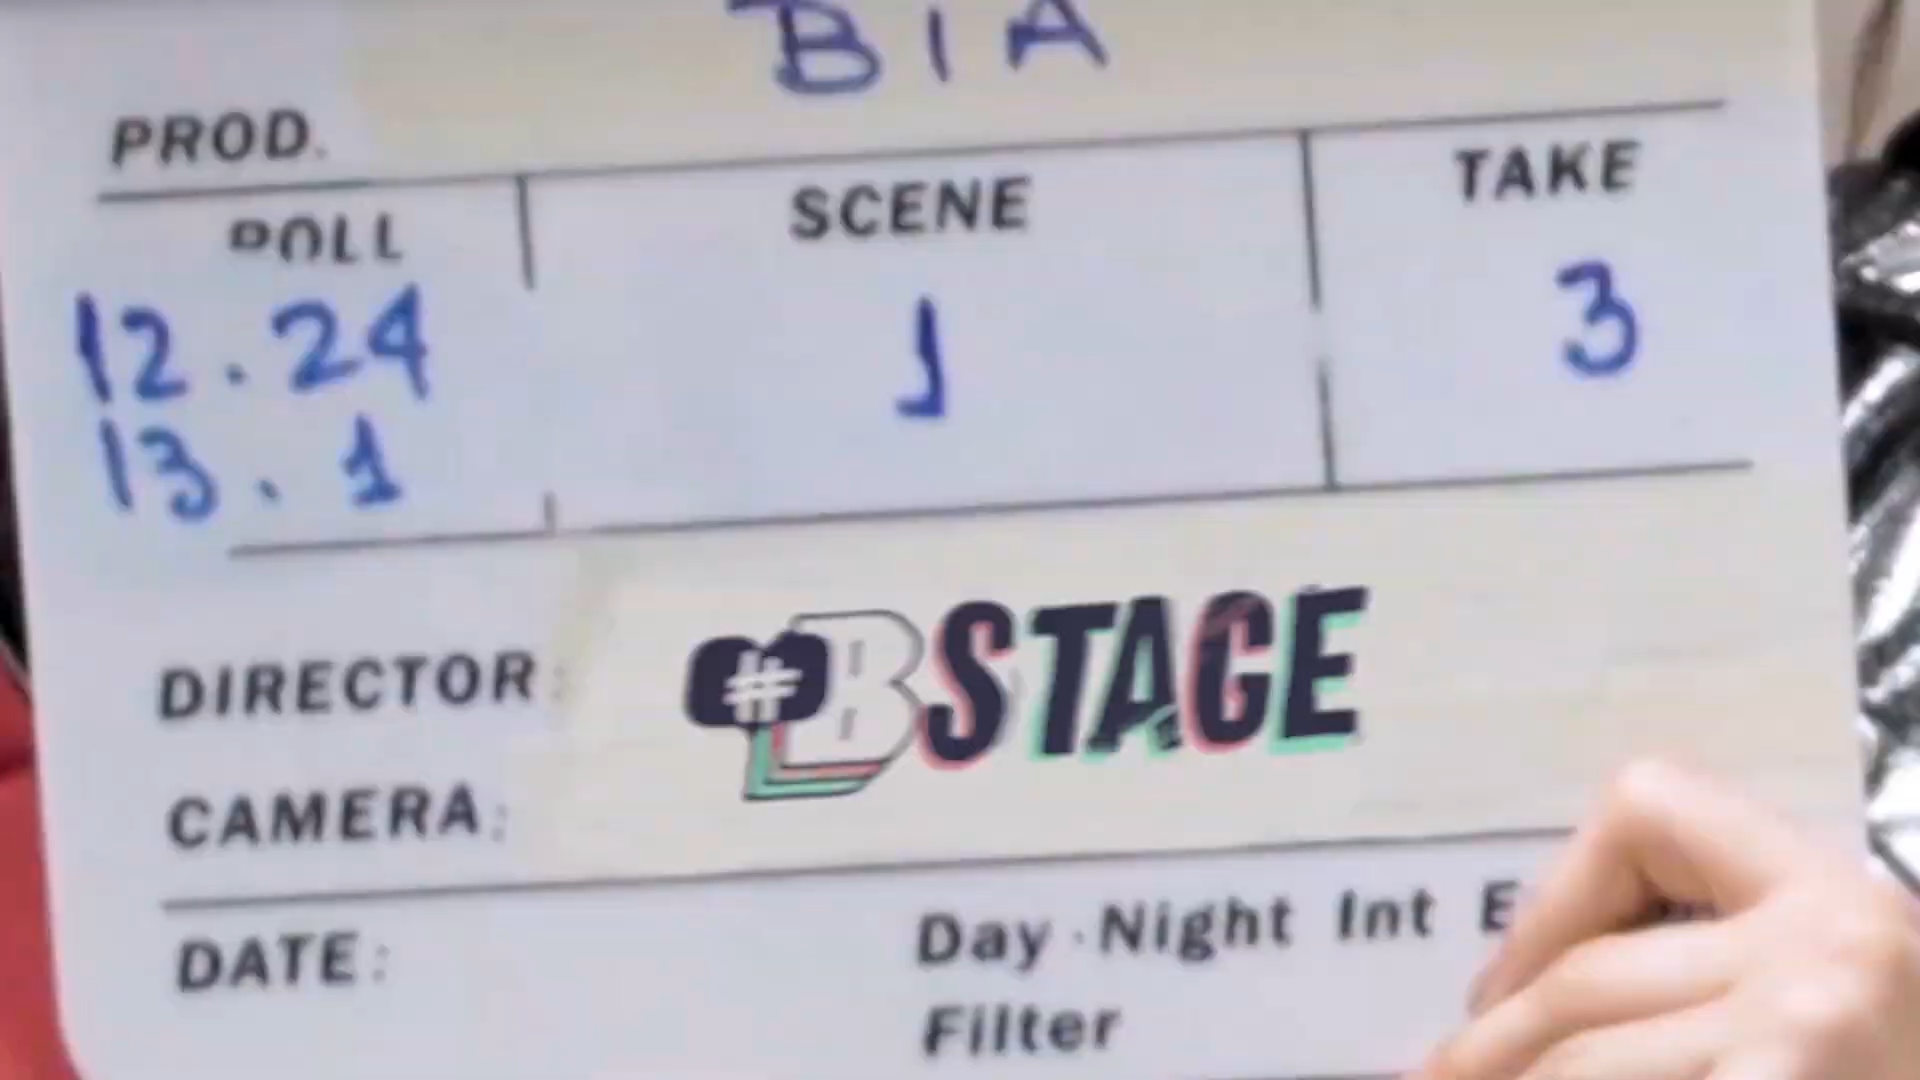 BIA
PROD.
ROLL SCENE TAKE
12.24 1 3
13.1
#BSTAGE
DIRECTOR:
CAMERA:
DATE: Day·Night Int
Filter